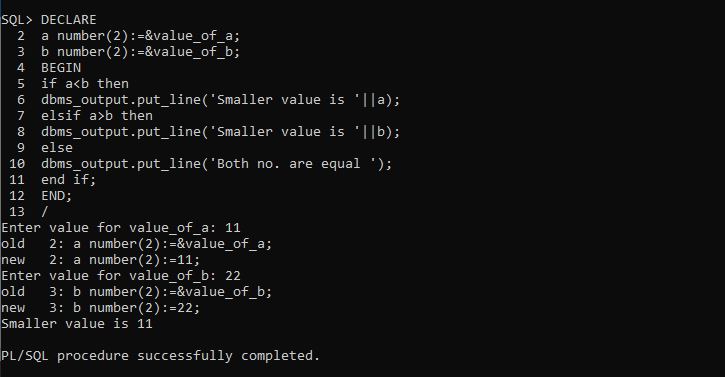 SQL> DECLARE
  2  a number(2):=&value_of_a;
  3  b number(2):=&value_of_b;
  4  BEGIN
  5  if a<b then
  6  dbms_output.put_line('Smaller value is '||a);
  7  elsif a>b then
  8  dbms_output.put_line('Smaller value is '||b);
  9  else
 10  dbms_output.put_line('Both no. are equal ');
 11  end if;
 12  END;
 13  /
Enter value for value_of_a: 11
old   2: a number(2):=&value_of_a;
new   2: a number(2):=11;
Enter value for value_of_b: 22
old   3: b number(2):=&value_of_b;
new   3: b number(2):=22;
Smaller value is 11

PL/SQL procedure successfully completed.